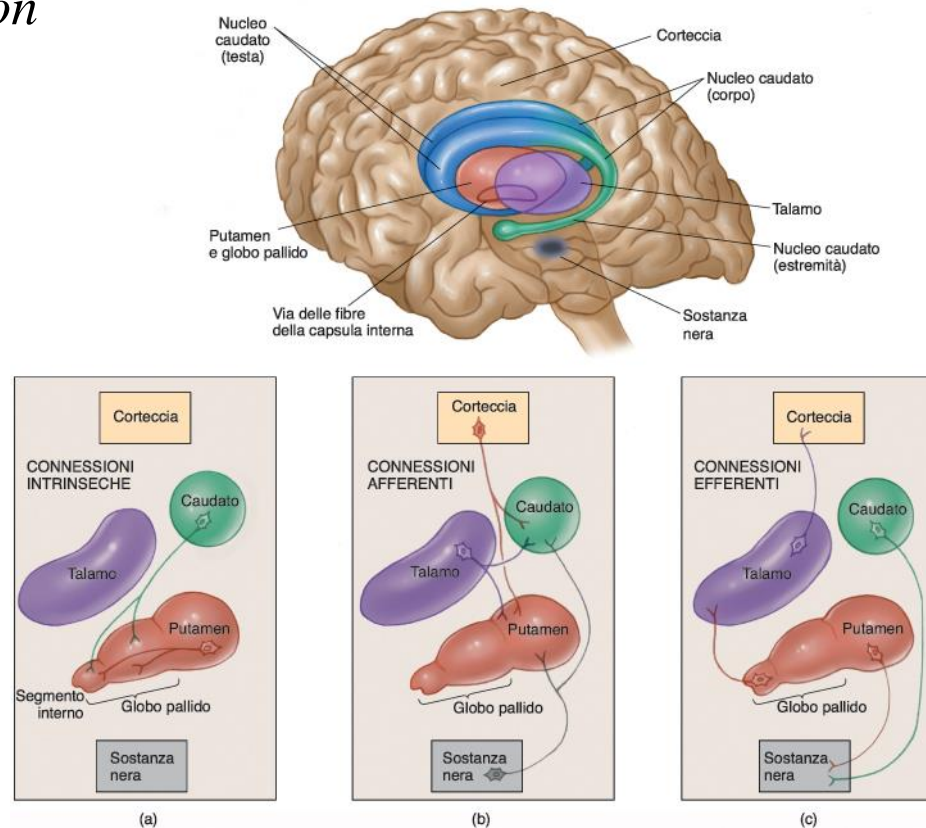 on
Nucleo
caudato
(testa)
Corteccia
Nucleo caudato
(corpo)
Talamo
Nucleo caudato
(estremità)
Putamen
e globo pallido
Via delle fibre
della capsula interna
Sostanza
nera
Corteccia
CONNESSIONI
INTRINSECHE
Caudato
Talamo
Putamen
Segmento
interno
Globo pallido
Sostanza
nera
(a)
Corteccia
CONNESSIONI
AFFERENTI
Caudato
Talamo
Putamen
Globo pallido
Sostanza
nera
(b)
Corteccia
CONNESSIONI
EFFERENTI
Caudato
Talamo
Putamen
Globo pallido
Sostanza
nera
(c)